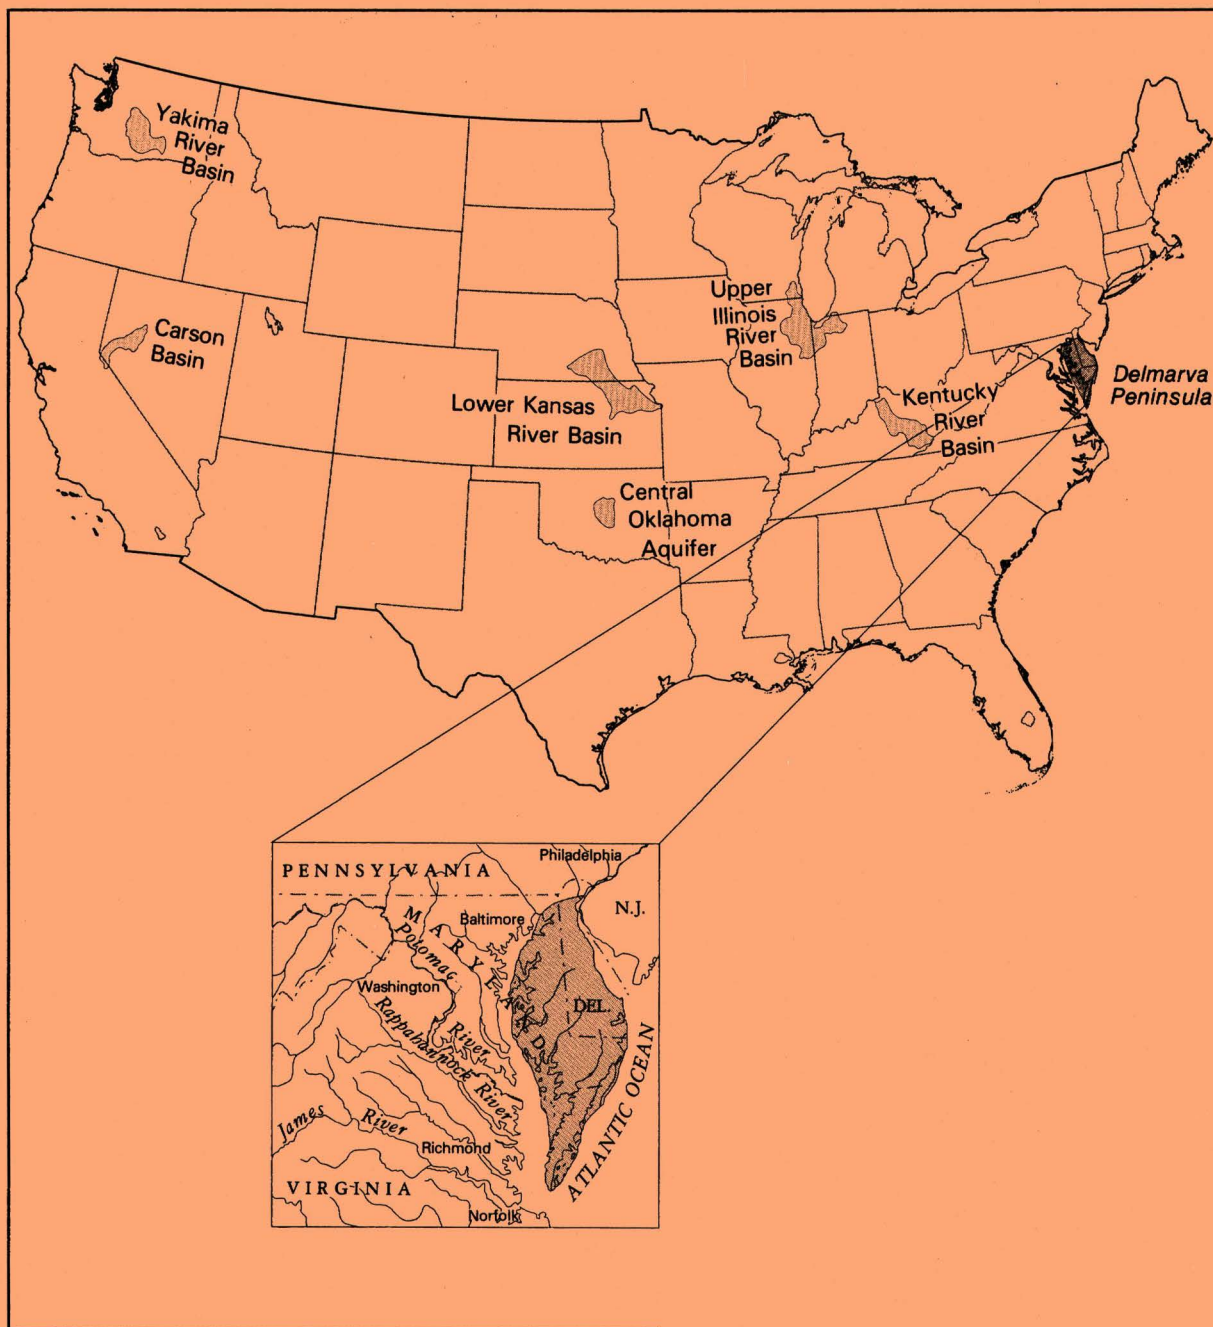 Yakima
River
Basin
Carson
Basin
Upper
Illinois
River
Basin
Lower Kansas
River Basin
Kentucky
River
Basin
Delmarva
Peninsula
Central
Oklahoma
Aquifer
PENNSYLVANIA
Philadelphia
N.J.
Baltimore
MARYLAND
Potomac
River
Washington
DEL.
Rappahannock River
James River
Richmond
ATLANTIC OCEAN
VIRGINIA
Norfolk